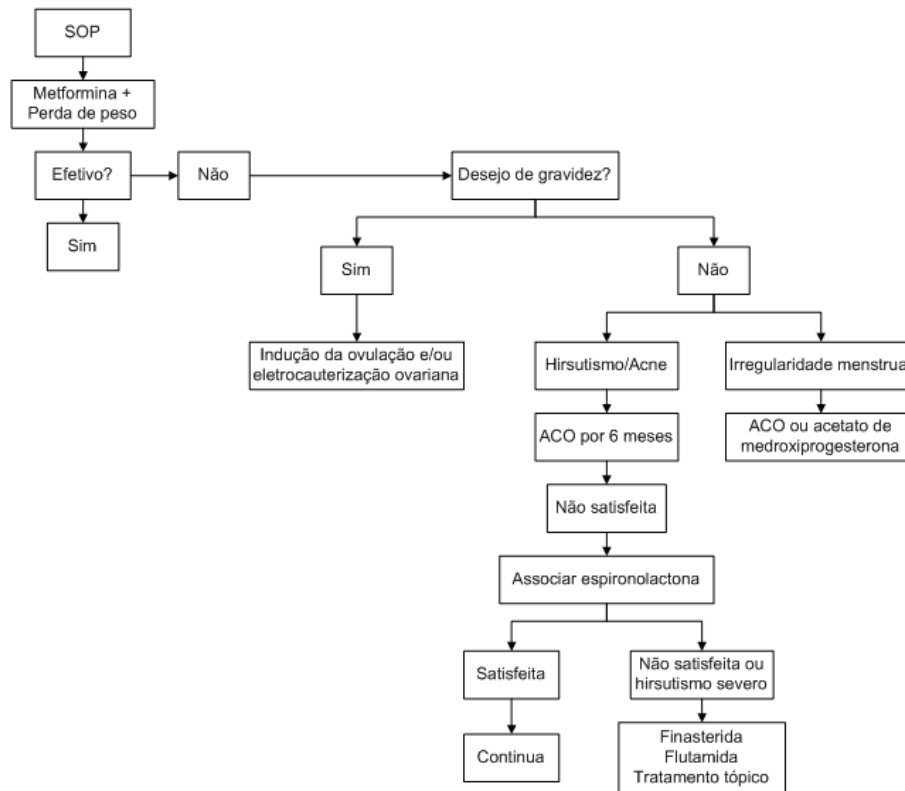 SOP
Metformina +
Perda de peso
Efetivo?
Não
Desejo de gravidez?
Sim
Sim
Não
Indução da ovulação e/ou
eletrocauterização ovariana
Hirsutismo/Acne
Irregularidade menstrua
ACO por 6 meses
ACO ou acetato de
medroxiprogesterona
Não satisfeita
Associar espironolactona
Satisfeita
Não satisfeita ou
hirsutismo severo
Continua
Finasterida
Flutamida
Tratamento tópico